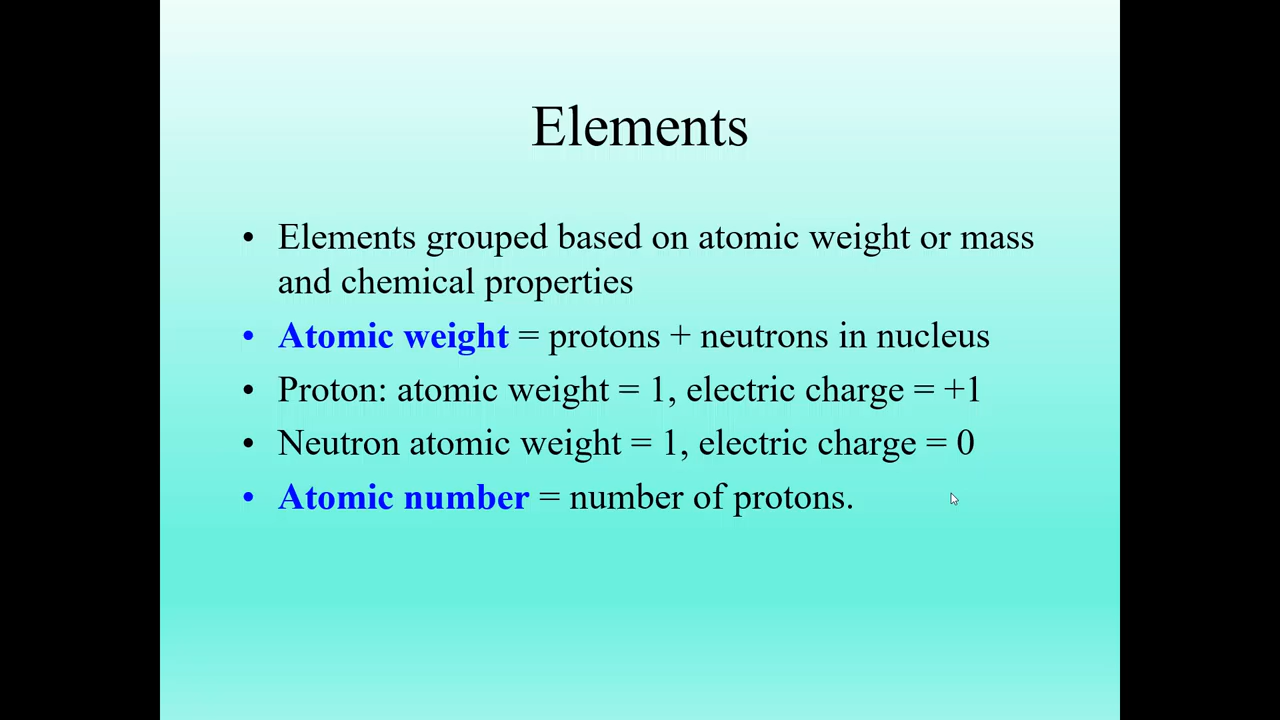 Elements
• Elements grouped based on atomic weight or mass
and chemical properties
• Atomic weight = protons + neutrons in nucleus
• Proton: atomic weight = 1, electric charge = +1
• Neutron atomic weight = 1, electric charge = 0
• Atomic number = number of protons.